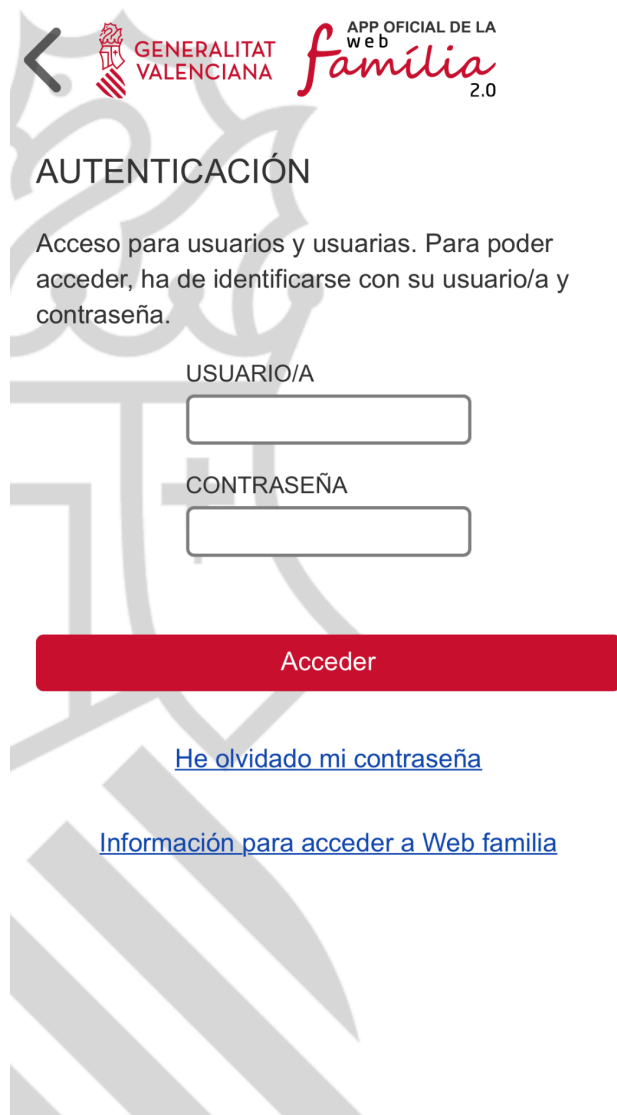 GENERALITAT
VALENCIANA
APP OFICIAL DE LA
web
família
2.0
AUTENTICACIÓN
Acceso para usuarios y usuarias. Para poder
acceder, ha de identificarse con su usuario/a y
contraseña.
USUARIO/A
CONTRASEÑA
Acceder
He olvidado mi contraseña
Información para acceder a Web familia